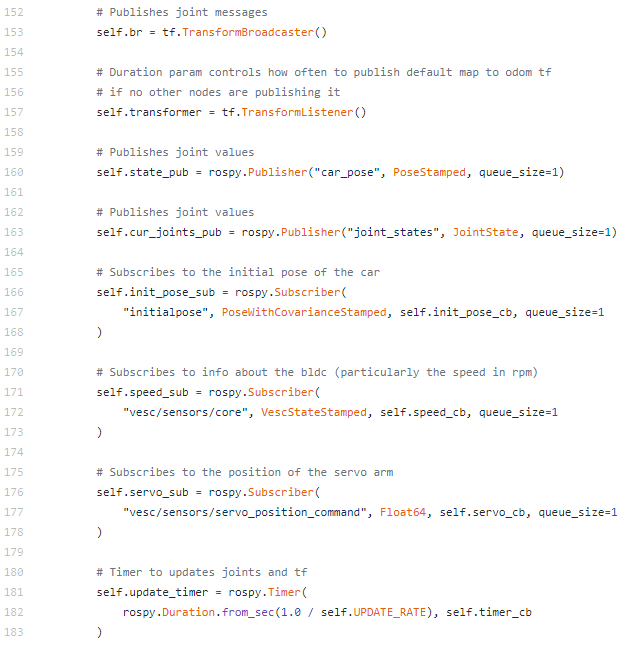 152 # Publishes joint messages
153 self.br = tf.TransformBroadcaster()
154
155 # Duration param controls how often to publish default map to odom tf
156 # if no other nodes are publishing it
157 self.transformer = tf.TransformListener()
158
159 # Publishes joint values
160 self.state_pub = rospy.Publisher("car_pose", PoseStamped, queue_size=1)
161
162 # Publishes joint values
163 self.cur_joints_pub = rospy.Publisher("joint_states", JointState, queue_size=1)
164
165 # Subscribes to the initial pose of the car
166 self.init_pose_sub = rospy.Subscriber(
167 "initialpose", PoseWithCovarianceStamped, self.init_pose_cb, queue_size=1
168 )
169
170 # Subscribes to info about the bldc (particularly the speed in rpm)
171 self.speed_sub = rospy.Subscriber(
172 "vesc/sensors/core", VescStateStamped, self.speed_cb, queue_size=1
173 )
174
175 # Subscribes to the position of the servo arm
176 self.servo_sub = rospy.Subscriber(
177 "vesc/sensors/servo_position_command", Float64, self.servo_cb, queue_size=1
178 )
179
180 # Timer to updates joints and tf
181 self.update_timer = rospy.Timer(
182 rospy.Duration.from_sec(1.0 / self.UPDATE_RATE), self.timer_cb
183 )